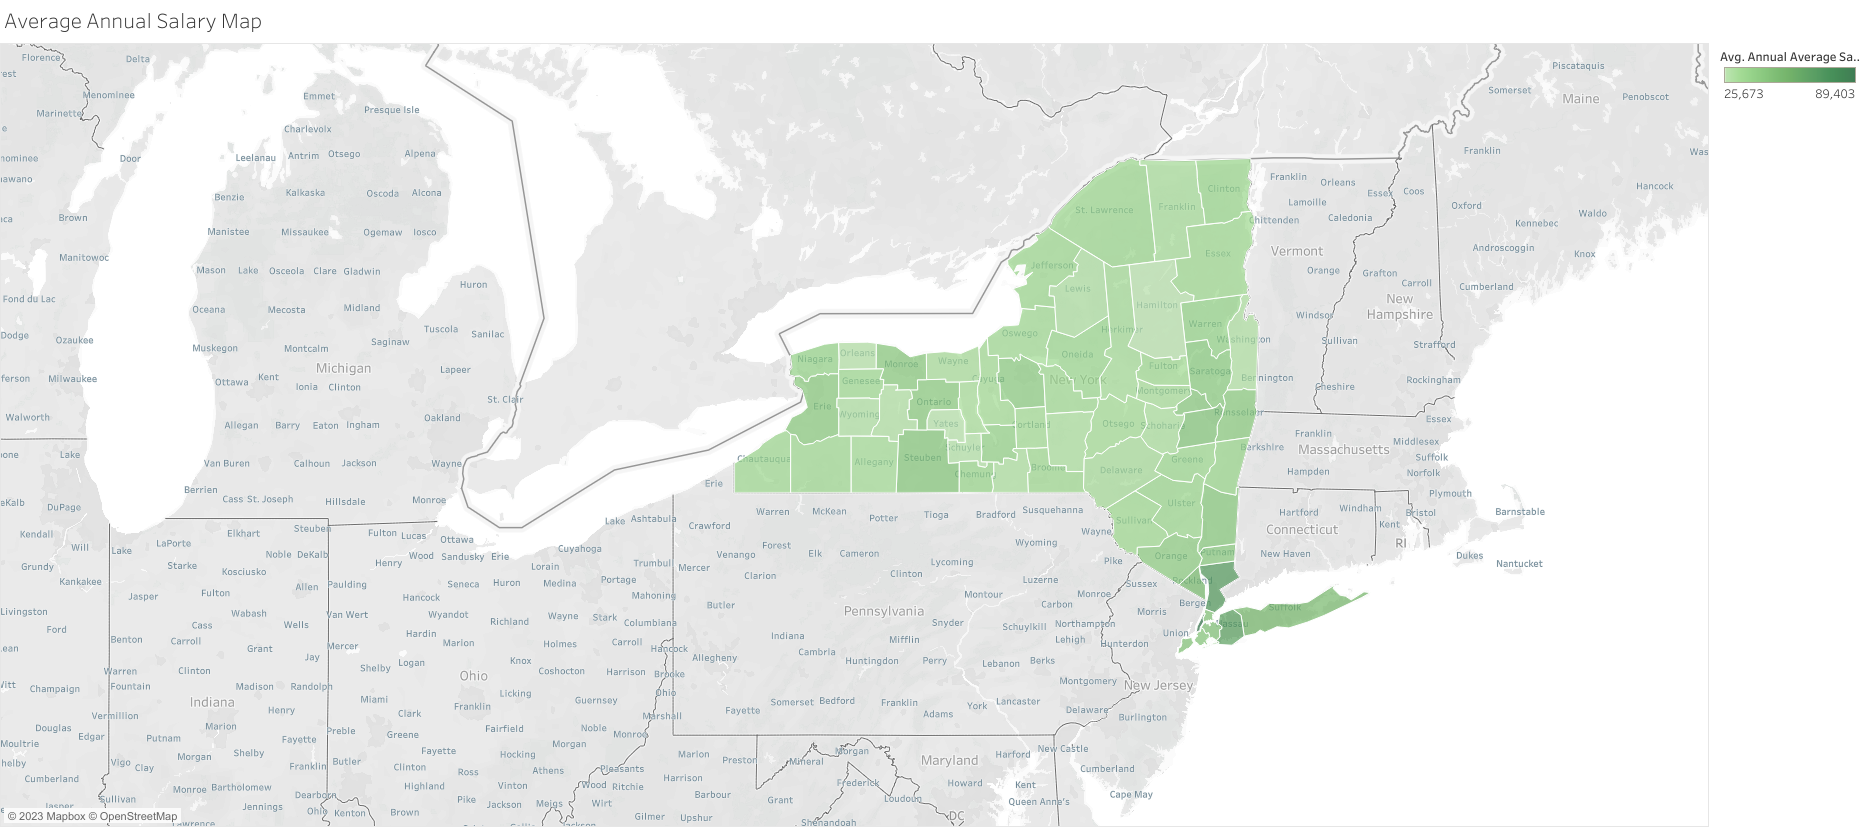 Average Annual Salary Map
Avg. Annual Average Sa..
25,673 89,403
Florence
Delta
Menominee
Marinette
Emmet
Presque Isle
Charlevoix
Door
Leelanau
Antrim
Otsego
Alpena
Benzie
Kalkaska
Oscoda
Alcona
Brown
Manistee
Missaukee
Ogemaw
Iosco
Manitowoc
Mason
Lake
Osceola
Clare
Gladwin
Huron
Fond du Lac
Oceana
Mecosta
Midland
Tuscola
Sanilac
Dodge
Ozaukee
Muskegon
Montcalm
Saginaw
Michigan
Lapeer
Milwaukee
Ottawa
Kent
Ionia
Clinton
St. Clair
Walworth
Allegan
Barry
Eaton
Ingham
Oakland
Lake
Van Buren
Calhoun
Jackson
Wayne
Berrien
Cass
St. Joseph
Hillsdale
Monroe
DuPage
Kendall
Will
Lake
LaPorte
Elkhart
Steuben
Fulton
Lucas
Ottawa
Lake
Ashtabula
Noble
DeKalb
Wood
Sandusky
Erie
Cuyahoga
Grundy
Starke
Kosciusko
Henry
Lorain
Trumbull
Kankakee
Allen
Paulding
Seneca
Huron
Medina
Portage
Jasper
Fulton
Hancock
Mahoning
Livingston
Wabash
Van Wert
Wyandot
Richland
Wayne
Stark
Columbiana
Ford
Cass
Wells
Hardin
Marion
Holmes
Carroll
Hancock
Benton
Carroll
Grant
Jay
Mercer
Logan
Knox
Coshocton
Harrison
Brooke
Warren
Clinton
Shelby
Ohio
Champaign
Fountain
Madison
Randolph
Miami
Licking
Guernsey
Ohio
Indiana
Henry
Clark
Franklin
Marshall
Vermillion
Marion
Fairfield
Noble
Monroe
Douglas
Edgar
Putnam
Fayette
Preble
Greene
Morgan
Moultrie
Morgan
Shelby
Fayette
Hocking
Vigo
Clay
Franklin
Butler
Clinton
Ross
Athens
Pleasants
Cumberland
Monroe
Bartholomew
Highland
Vinton
Wood
Ritchie
Sullivan
Dearborn
Pike
Jackson
Meigs
Wirt
Jasper
Jennings
Ohio
Kenton
Brown
Jackson
Gilmer
Upshur
Lawrence
Erie
Warren
McKean
Potter
Tioga
Bradford
Susquehanna
Wayne
Crawford
Venango
Forest
Elk
Cameron
Wyoming
Pike
Mercer
Clarion
Clinton
Lycoming
Luzerne
Sussex
Butler
Montour
Monroe
Carbon
Morris
Bergen
Pennsylvania
Snyder
Schuylkill
Northampton
Union
Indiana
Mifflin
Lehigh
Hunterdon
Allegheny
Cambria
Huntingdon
Perry
Lebanon
Berks
Montgomery
New Jersey
Fayette
Somerset
Bedford
Franklin
Adams
York
Lancaster
Delaware
Burlington
Marion
Preston
Mineral
Morgan
Maryland
Harford
New Castle
Cumberland
Harrison
Barbour
Grant
Frederick
Howard
Kent
Queen Anne's
Cape May
Loudoun
Shenandoah
DC
Clinton
St. Lawrence
Franklin
Essex
Jefferson
Lewis
Hamilton
Herkimer
Warren
Washington
Oswego
Oneida
Niagara
Orleans
Monroe
Wayne
Cayuga
New York
Fulton
Saratoga
Genesee
Erie
Ontario
Montgomery
Wyoming
Yates
Cortland
Otsego
Schoharie
Rensselaer
Chautauqua
Allegany
Steuben
Schuyler
Chemung
Broome
Delaware
Greene
Ulster
Sullivan
Orange
Putnam
Rockland
Suffolk
Nassau
Piscataquis
Somerset
Maine
Penobscot
Franklin
Was
Hancock
Franklin
Orleans
Essex
Coos
Oxford
Waldo
Lamoille
Chittenden
Caledonia
Kennebec
Vermont
Androscoggin
Knox
Orange
Grafton
Carroll
Cumberland
New
Hampshire
Windsor
Sullivan
Strafford
Bennington
Cheshire
Rockingham
Essex
Franklin
Middlesex
Berkshire
Massachusetts
Suffolk
Hampden
Norfolk
Plymouth
Hartford
Windham
Bristol
Barnstable
Connecticut
Kent
RI
New Haven
Dukes
Nantucket
© 2023 Mapbox © OpenStreetMap